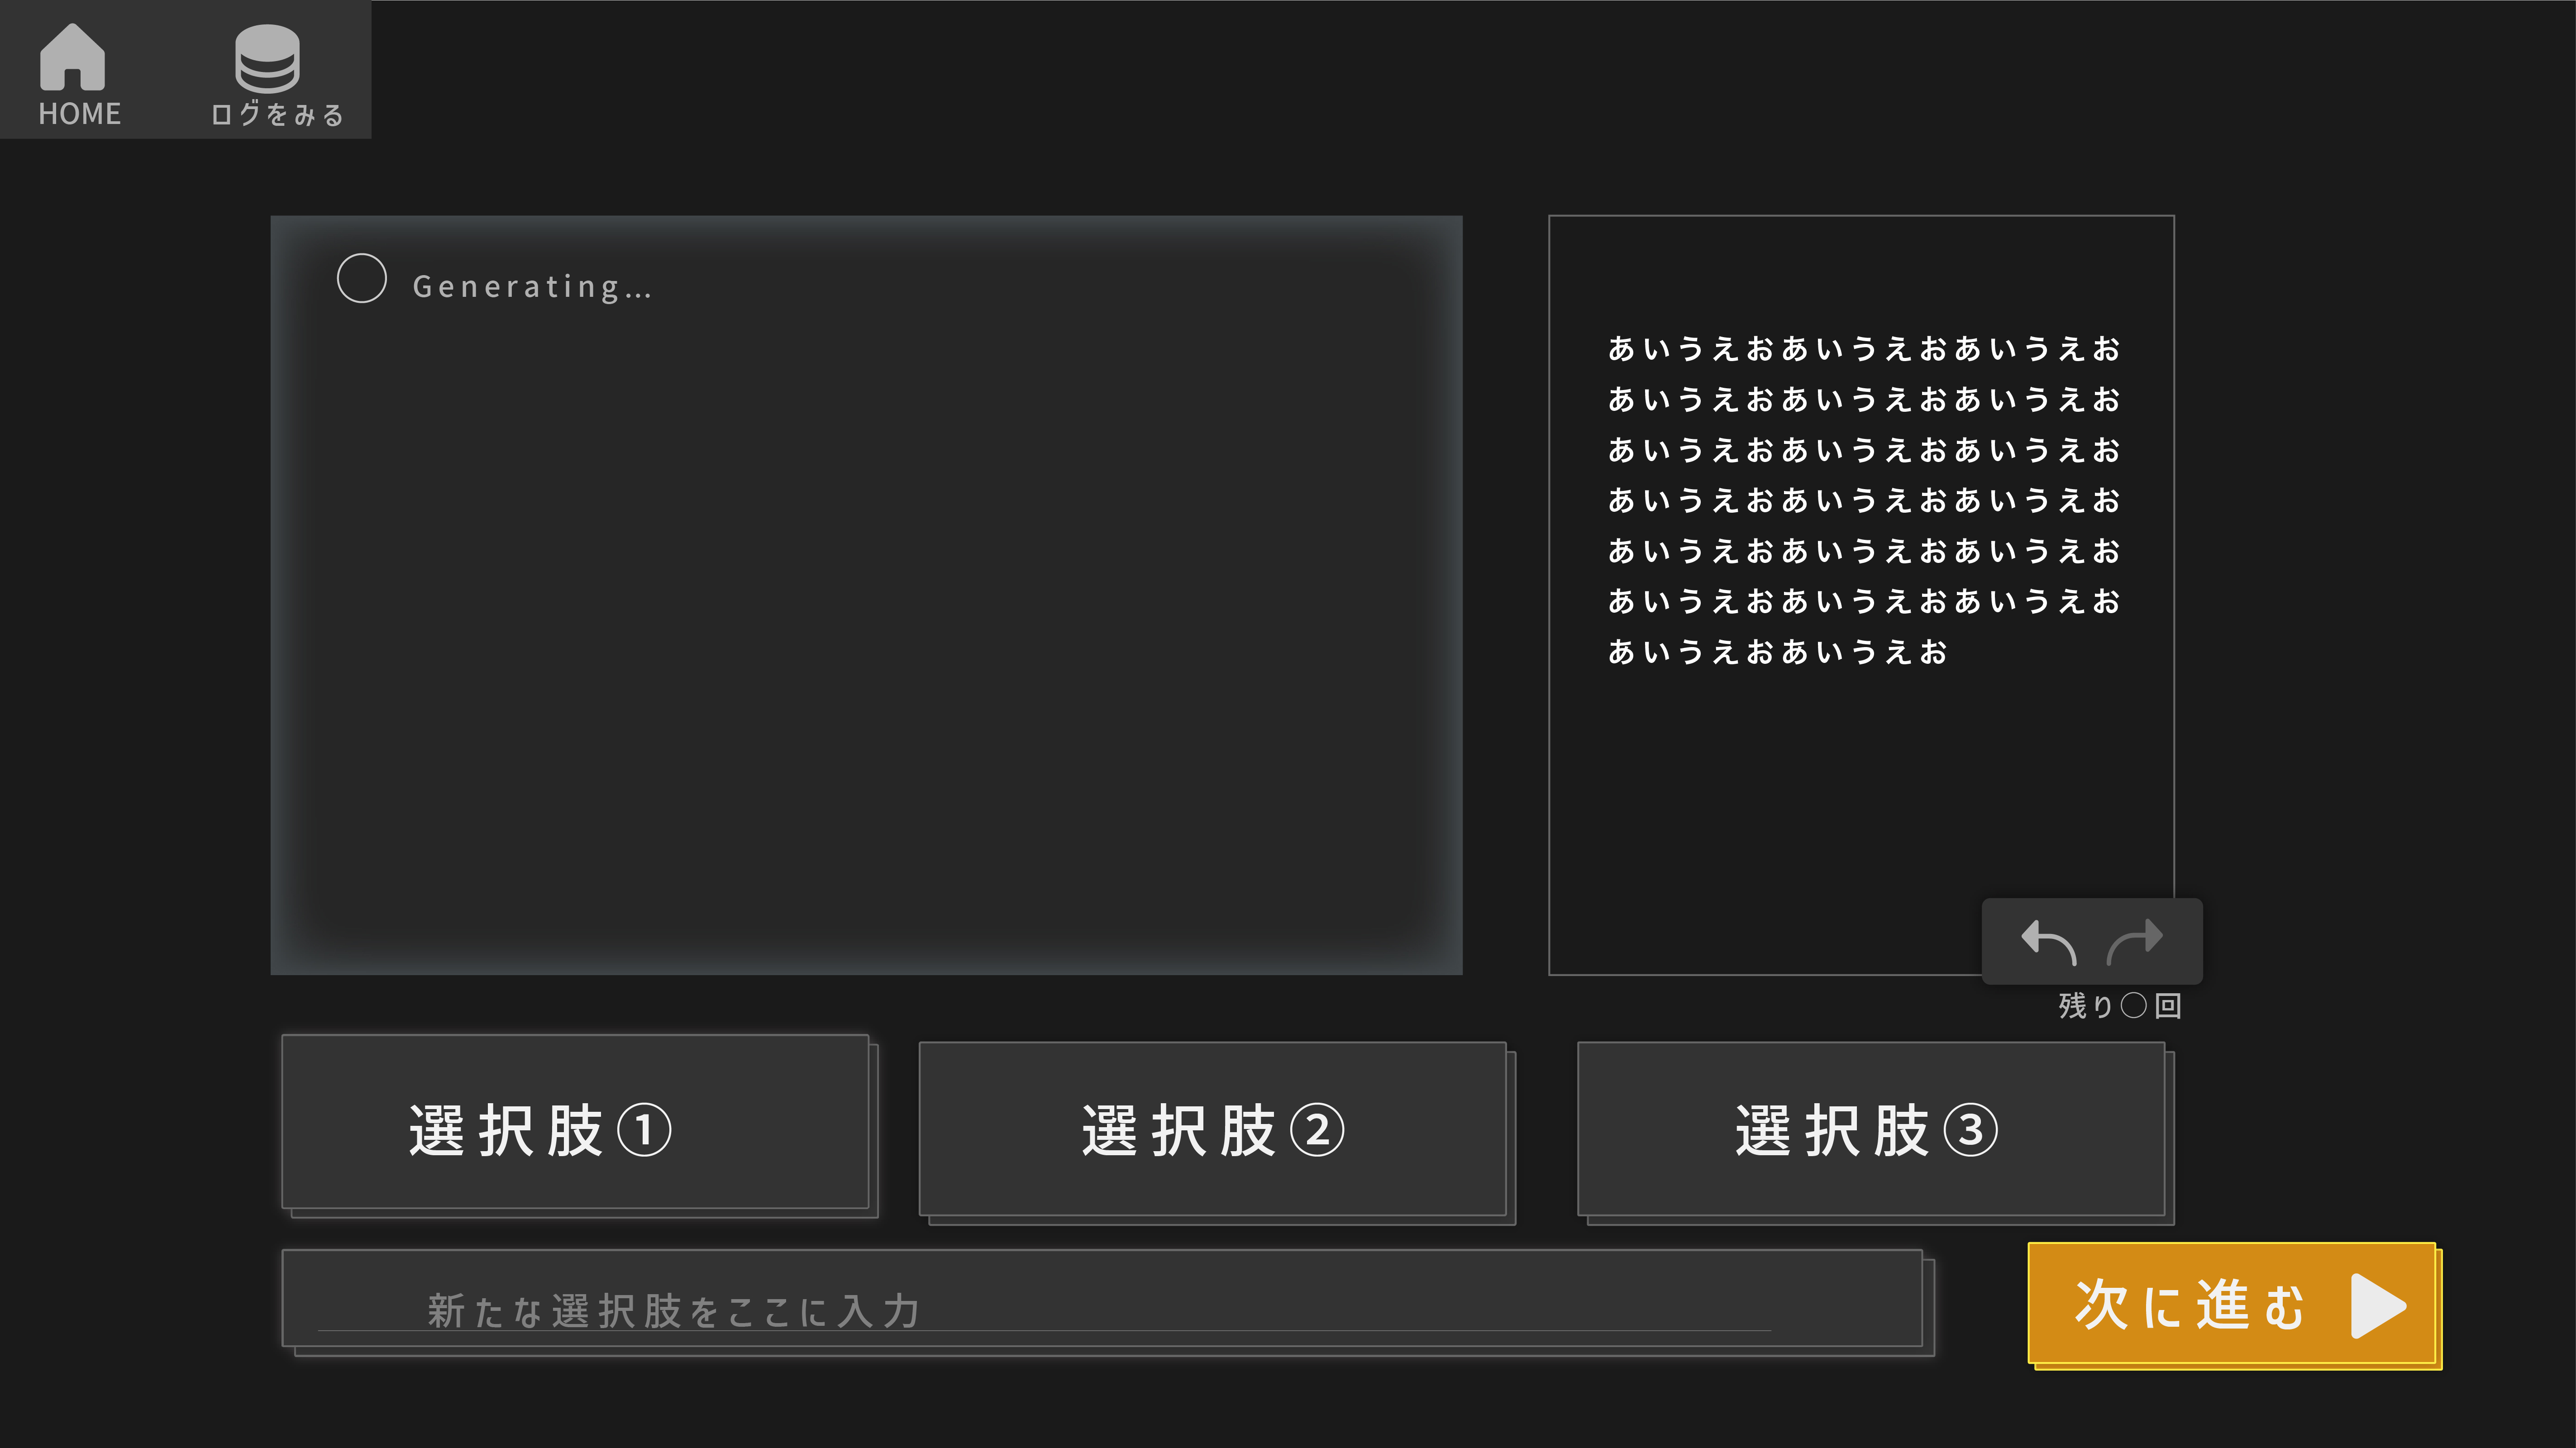 HOME
ログをみる
Generating...
あいうえおあいうえおあいうえお
あいうえおあいうえおあいうえお
あいうえおあいうえおあいうえお
あいうえおあいうえおあいうえお
あいうえおあいうえおあいうえお
あいうえおあいうえおあいうえお
あいうえおあいうえお
残り〇回
選択肢①
選択肢②
選択肢③
新たな選択肢をここに入力
次に進む